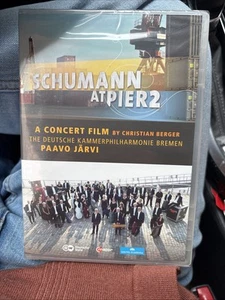 SCHUMANN
AT PIER2
A CONCERT FILM BY CHRISTIAN BERGER
THE DEUTSCHE KAMMERPHILHARMONIE BREMEN
PAAVO JÄRVI